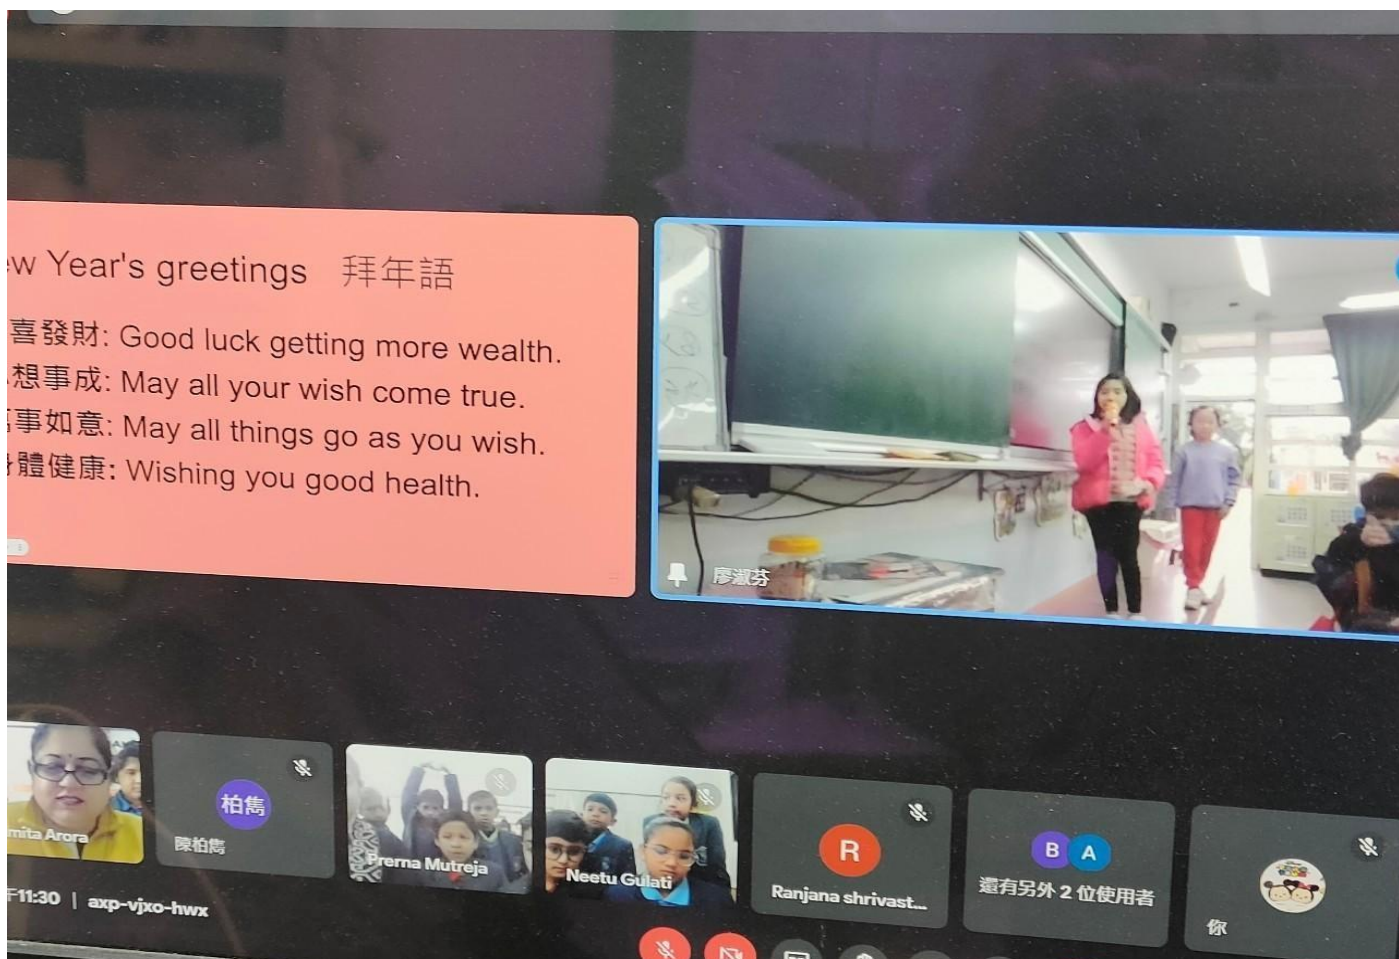 ew Year's greetings 拜年語
喜發財: Good luck getting more wealth.
想事成: May all your wish come true.
事如意: May all things go as you wish.
體健康: Wishing you good health.
廖淑芬
mita Arora
柏雋
陳柏雋
Prerna Mutreja
Neetu Gulati
R
Ranjana shrivast...
B A
還有另外 2 位使用者
你
11:30 | axp-vjxo-hwx